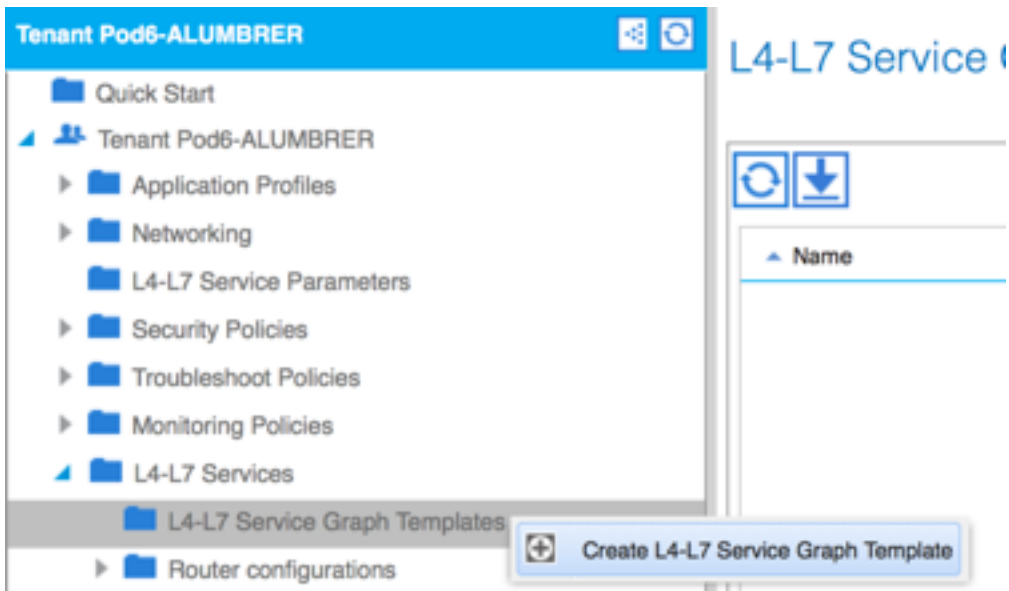 Tenant Pod6-ALUMBRER
L4-L7 Service
Quick Start
Tenant Pod6-ALUMBRER
Application Profiles
Networking
Name
L4-L7 Service Parameters
Security Policies
Troubleshoot Policies
Monitoring Policies
L4-L7 Services
L4-L7 Service Graph Templates
Create L4-L7 Service Graph Template
Router configurations